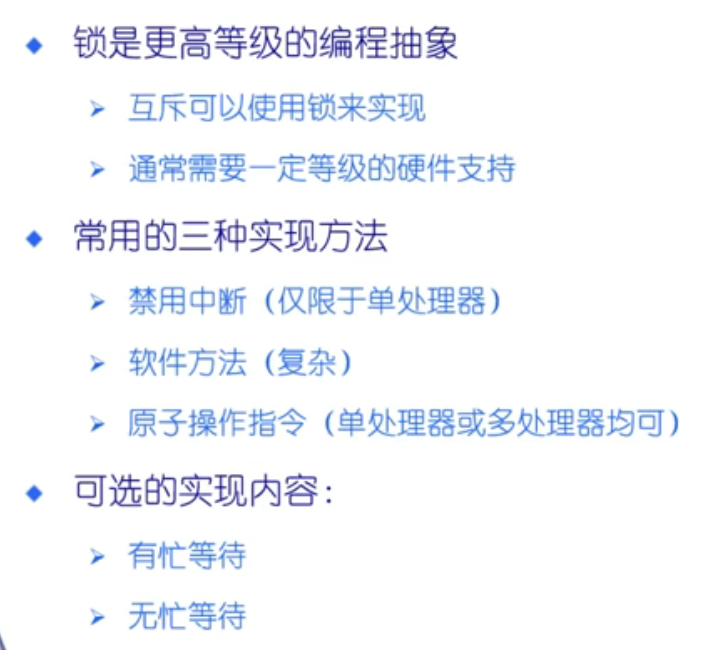 锁是更高等级的编程抽象
互斥可以使用锁来实现
通常需要一定等级的硬件支持
常用的三种实现方法
禁用中断（仅限于单处理器）
软件方法（复杂）
原子操作指令（单处理器或多处理器均可）
可选的实现内容：
有忙等待
无忙等待